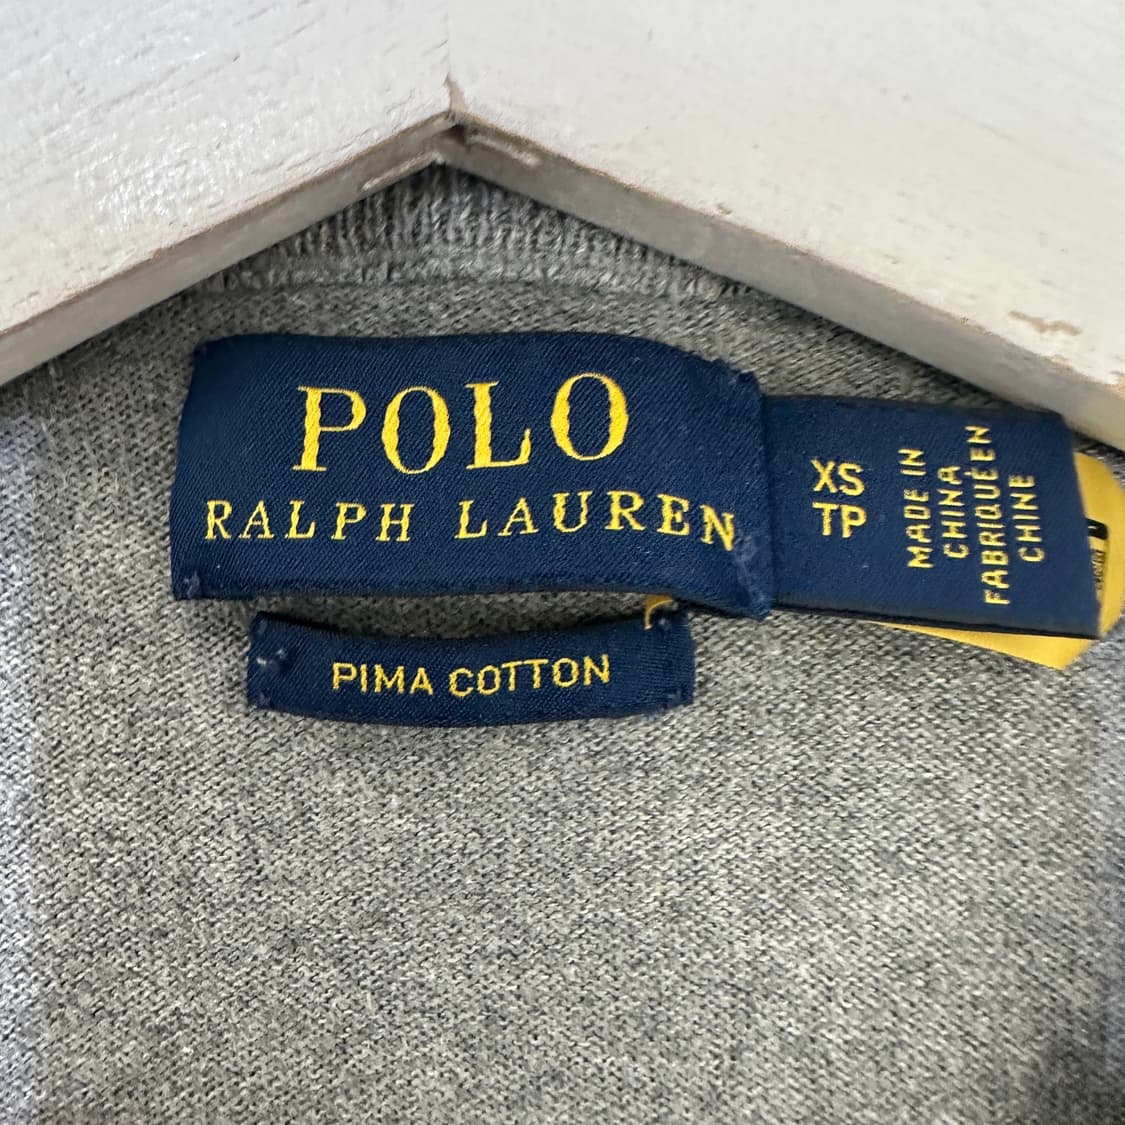 POLO
RALPH LAUREN
PIMA COTTON
XS
TP
MADE IN
CHINA
FABRIQUÉ EN
CHINE